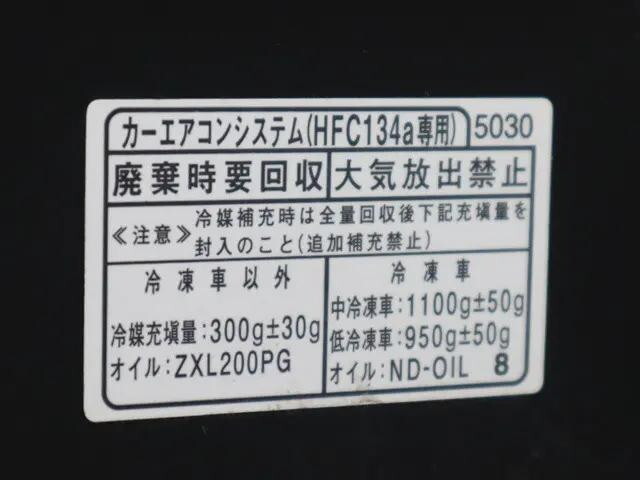 カーエアコンシステム(HFC134a専用) 5030
廃棄時要回収 大気放出禁止
≪注意≫ 冷媒補充時は全量回収後下記充塡量を
封入のこと(追加補充禁止)
冷凍車以外
冷媒充塡量:300g±30g
オイル:ZXL200PG
冷凍車
中冷凍車:1100g±50g
低冷凍車:950g±50g
オイル:ND-OIL 8